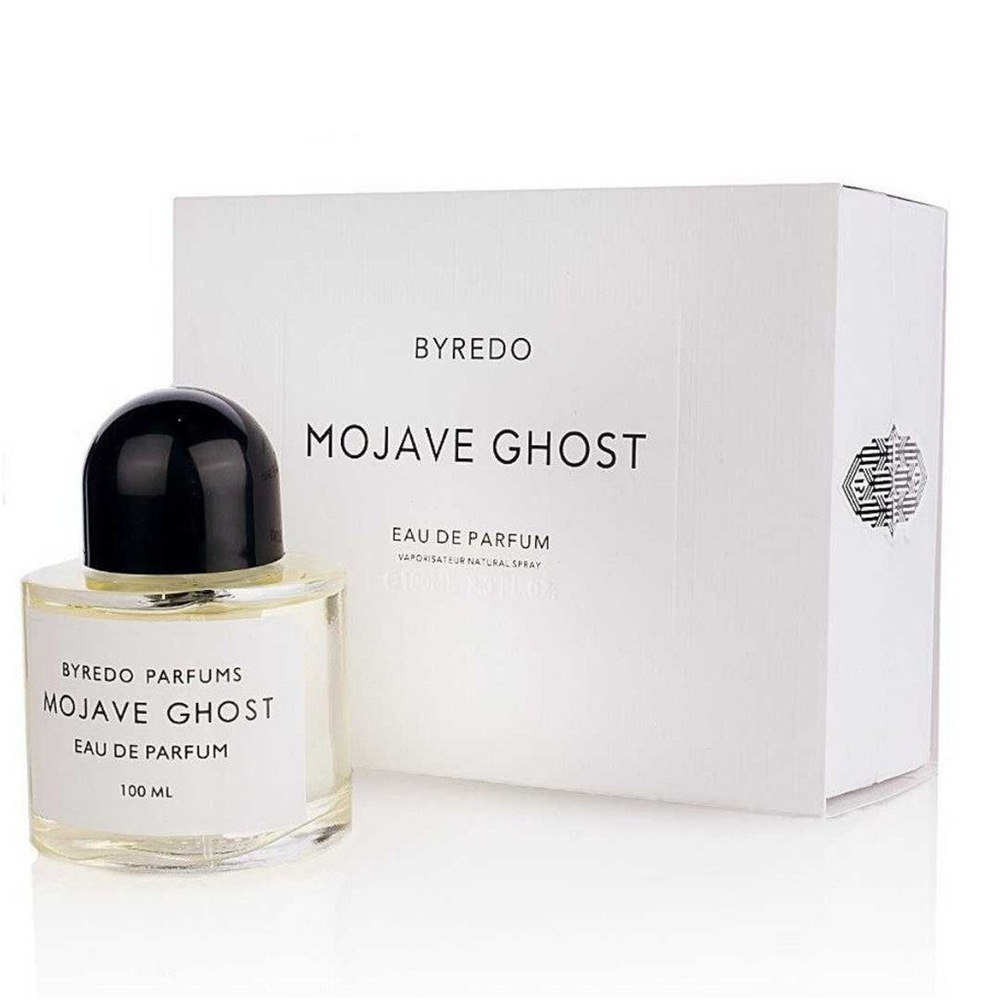 BYREDO
MOJAVE GHOST
EAU DE PARFUM
VAPORISATEUR NATURAL SPRAY
BYREDO PARFUMS
MOJAVE GHOST
EAU DE PARFUM
100 ML